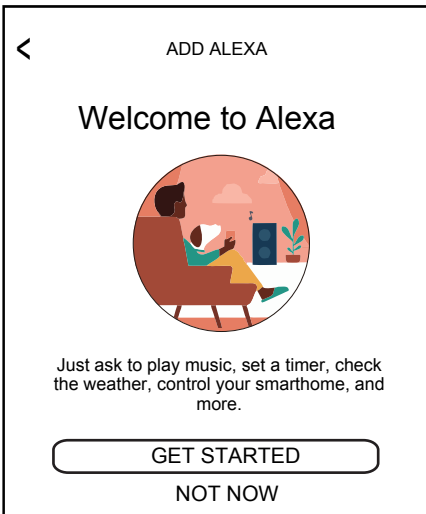 ADD ALEXA
Welcome to Alexa
Just ask to play music, set a timer, check
the weather, control your smarthome, and
more.
GET STARTED
NOT NOW